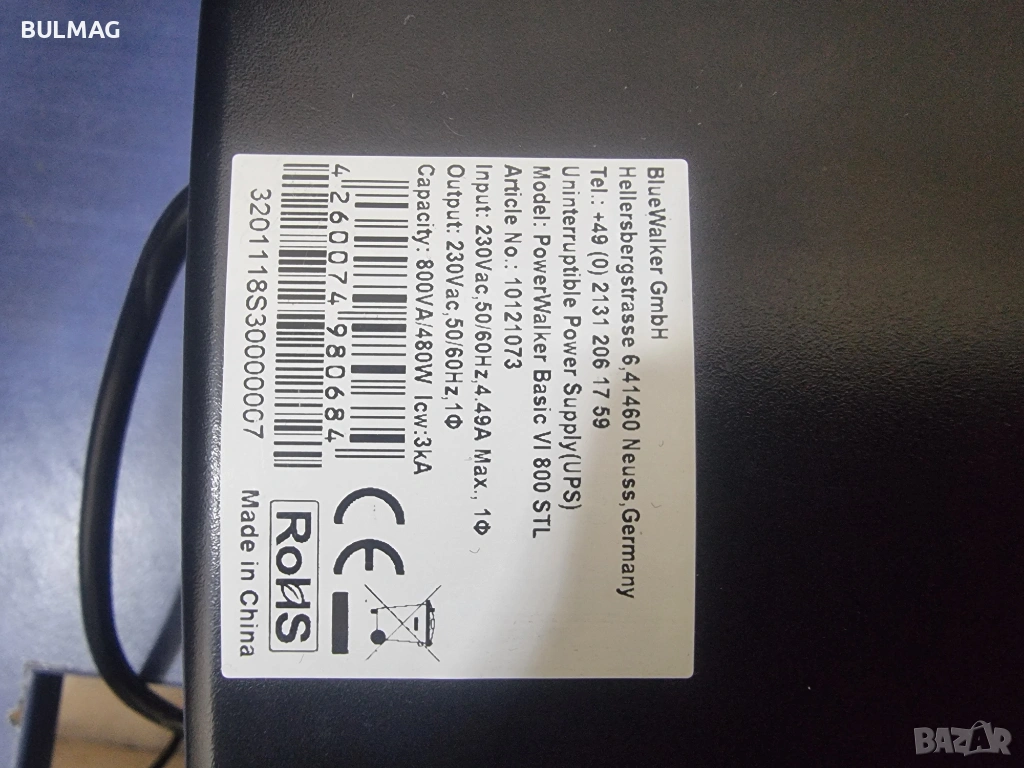 BULMAG
BlueWalker GmbH
Hellersbergstrasse 6,41460 Neuss,Germany
Tel.: +49 (0) 2131 206 17 59
Uninterruptible Power Supply(UPS)
Model: PowerWalker Basic VI 800 STL
Article No.: 10121073
Input: 230Vac,50/60Hz,4.49A Max., 1Φ
Output: 230Vac,50/60Hz,1Φ
Capacity: 800VA/480W Icw:3kA
4 260074 980684
CE
RoHS
Made in China
BAZAR